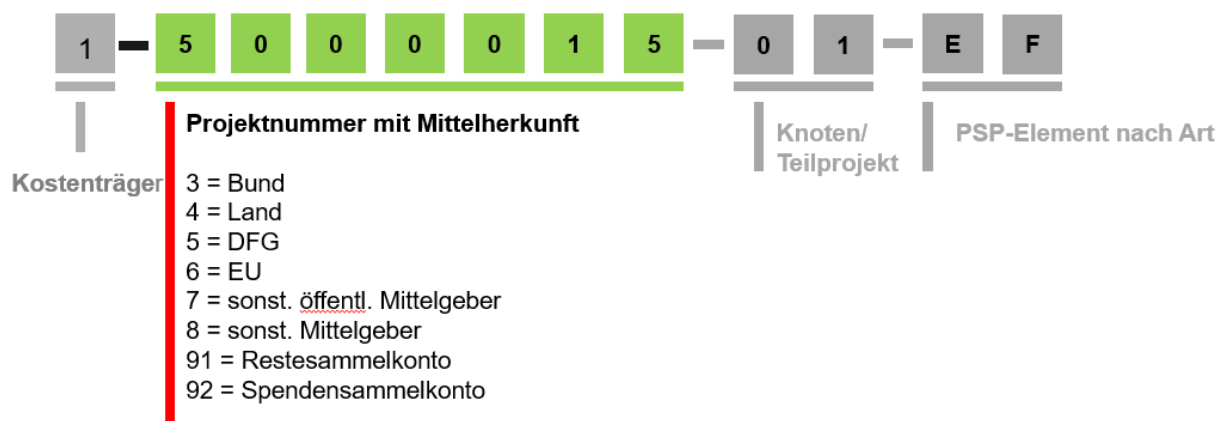 1 - 5 0 0 0 0 1 5 - 0 1 - E F
Projektnummer mit Mittelherkunft
Knoten/
Teilprojekt
PSP-Element nach Art
Kostenträger
3 = Bund
4 = Land
5 = DFG
6 = EU
7 = sonst. öffentl. Mittelgeber
8 = sonst. Mittelgeber
91 = Restesammelkonto
92 = Spendensammelkonto